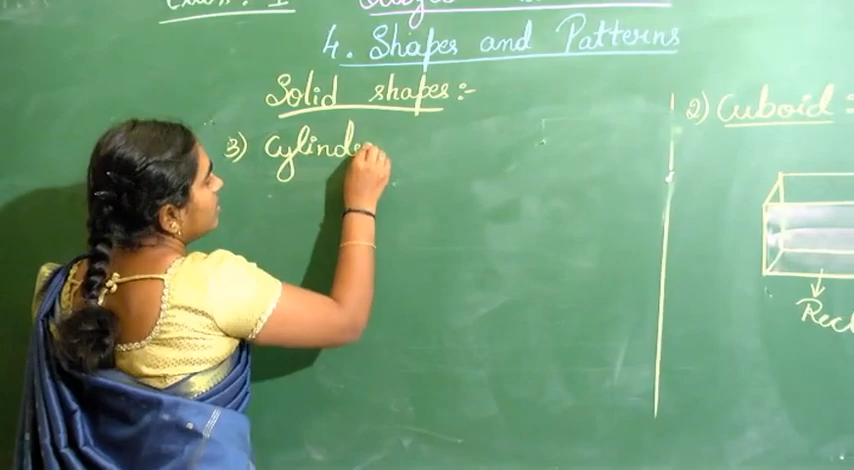 4. Shapes and Patterns
Solid shapes:-
3) Cylinde
2) Cuboid :